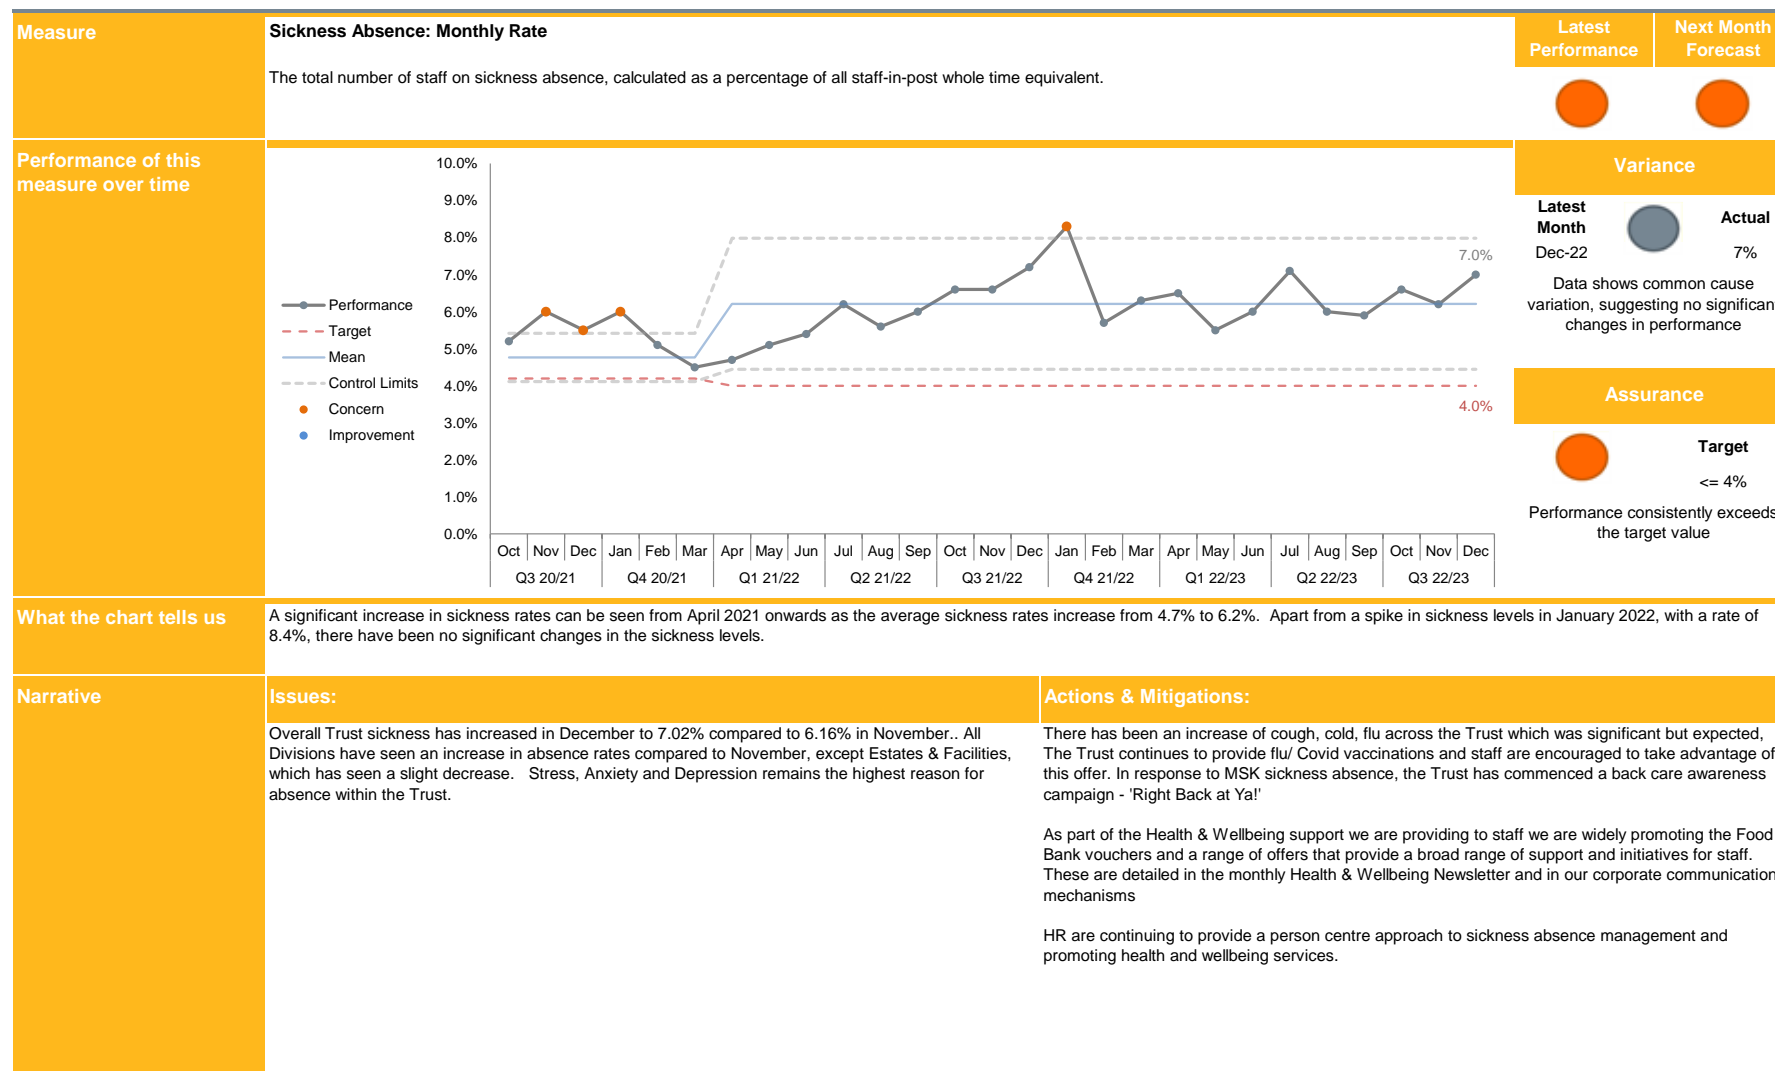 Measure
Sickness Absence: Monthly Rate
The total number of staff on sickness absence, calculated as a percentage of all staff-in-post whole time equivalent.
Latest
Performance
Next Month
Forecast
Performance of this
measure over time
10.0%
9.0%
8.0%
7.0%
6.0%
5.0%
4.0%
3.0%
2.0%
1.0%
0.0%
Performance
Target
Mean
Control Limits
Concern
Improvement
7.0%
4.0%
Oct Nov Dec Jan Feb Mar Apr May Jun Jul Aug Sep Oct Nov Dec Jan Feb Mar Apr May Jun Jul Aug Sep Oct Nov Dec
Q3 20/21 Q4 20/21 Q1 21/22 Q2 21/22 Q3 21/22 Q4 21/22 Q1 22/23 Q2 22/23 Q3 22/23
Variance
Latest
Month
Actual
Dec-22 7%
Data shows common cause
variation, suggesting no significan
changes in performance
Assurance
Target
<= 4%
Performance consistently exceeds
the target value
What the chart tells us
A significant increase in sickness rates can be seen from April 2021 onwards as the average sickness rates increase from 4.7% to 6.2%.  Apart from a spike in sickness levels in January 2022, with a rate of
8.4%, there have been no significant changes in the sickness levels.
Narrative
Issues:
Overall Trust sickness has increased in December to 7.02% compared to 6.16% in November.. All
Divisions have seen an increase in absence rates compared to November, except Estates & Facilities,
which has seen a slight decrease.   Stress, Anxiety and Depression remains the highest reason for
absence within the Trust.
Actions & Mitigations:
There has been an increase of cough, cold, flu across the Trust which was significant but expected,
The Trust continues to provide flu/ Covid vaccinations and staff are encouraged to take advantage of
this offer. In response to MSK sickness absence, the Trust has commenced a back care awareness
campaign - 'Right Back at Ya!'
As part of the Health & Wellbeing support we are providing to staff we are widely promoting the Food
Bank vouchers and a range of offers that provide a broad range of support and initiatives for staff.
These are detailed in the monthly Health & Wellbeing Newsletter and in our corporate communication
mechanisms
HR are continuing to provide a person centre approach to sickness absence management and
promoting health and wellbeing services.